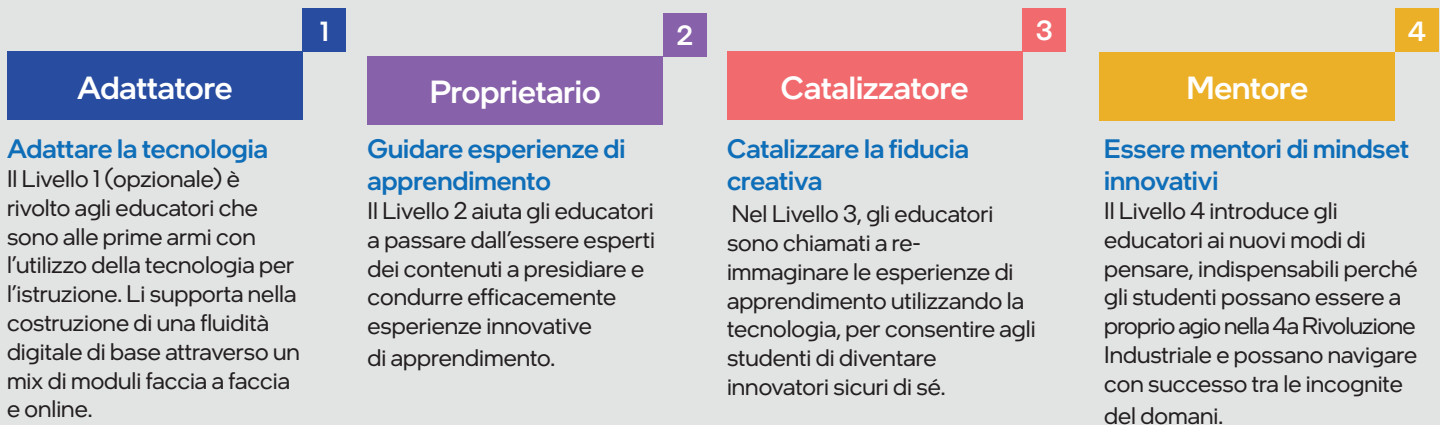 1
Adattatore
Adattare la tecnologia
Il Livello 1 (opzionale) è
rivolto agli educatori che
sono alle prime armi con
l'utilizzo della tecnologia per
l'istruzione. Li supporta nella
costruzione di una fluidità
digitale di base attraverso un
mix di moduli faccia a faccia
e online.
2
Proprietario
Guidare esperienze di
apprendimento
Il Livello 2 aiuta gli educatori
a passare dall'essere esperti
dei contenuti a presidiare e
condurre efficacemente
esperienze innovative
di apprendimento.
3
Catalizzatore
Catalizzare la fiducia
creativa
Nel Livello 3, gli educatori
sono chiamati a re-
immaginare le esperienze di
apprendimento utilizzando la
tecnologia, per consentire agli
studenti di diventare
innovatori sicuri di sé.
4
Mentore
Essere mentori di mindset
innovativi
Il Livello 4 introduce gli
educatori ai nuovi modi di
pensare, indispensabili perché
gli studenti possano essere a
proprio agio nella 4a Rivoluzione
Industriale e possano navigare
con successo tra le incognite
del domani.